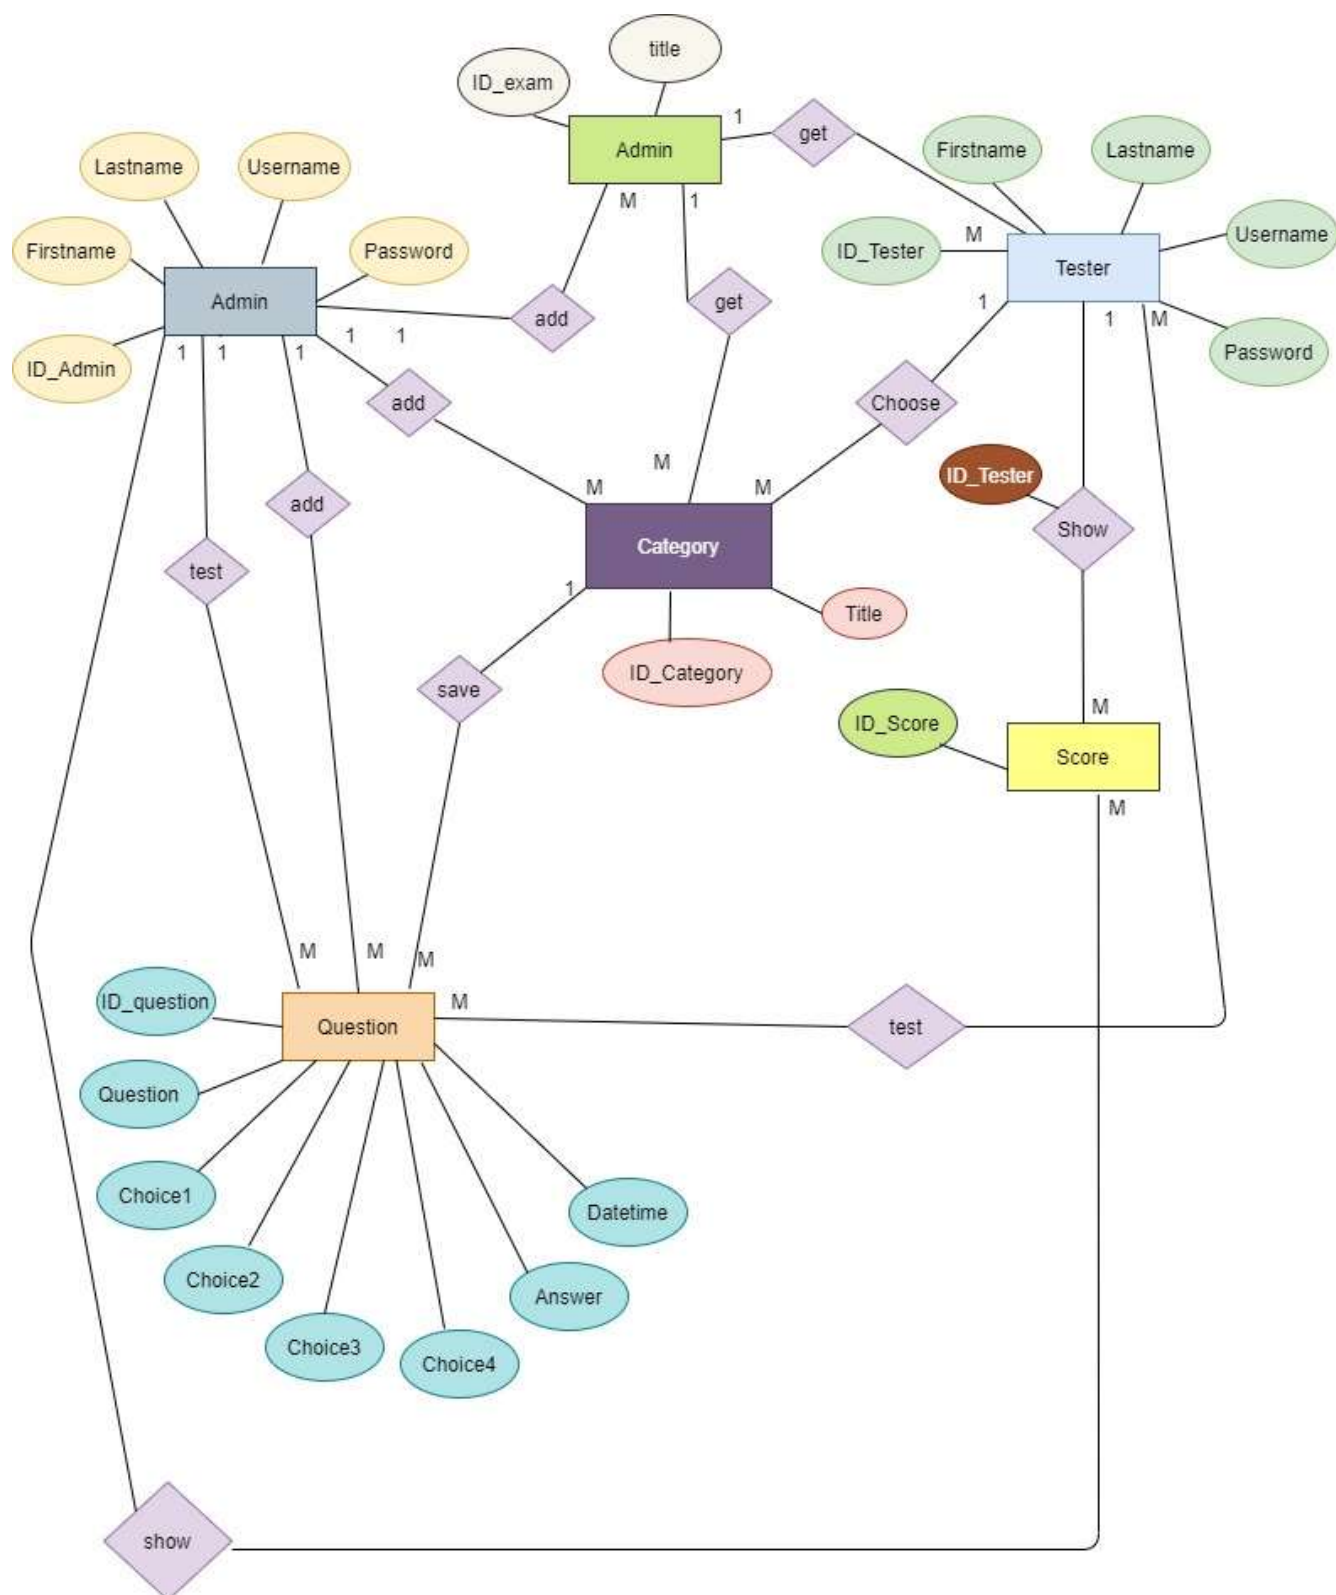 title
ID_exam
1
get
Admin
Firstname
Lastname
Lastname
Username
M
1
Username
Firstname
Password
ID_Tester
M
Tester
Admin
get
add
1
1
M
1
1
1
1
1
Password
ID_Admin
add
Choose
M
ID_Tester
M
M
add
Show
Category
test
1
Title
ID_Category
save
M
ID_Score
Score
M
M
M
M
M
ID_question
Question
test
Question
Choice1
Datetime
Choice2
Answer
Choice3
Choice4
show